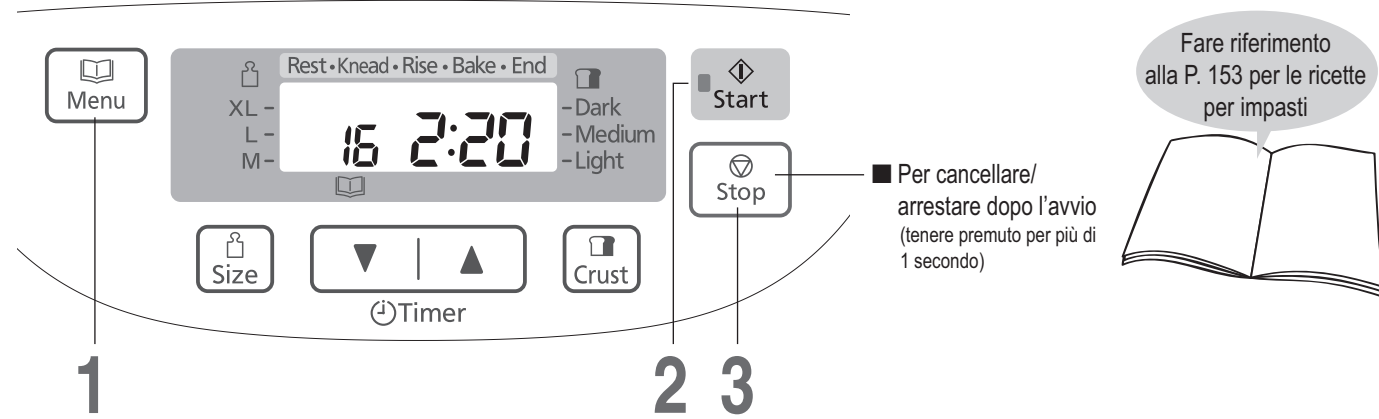 Menu
Rest • Knead • Rise • Bake • End
XL –
L –
M –
16 2:20
– Dark
– Medium
– Light
Start
Stop
Size
Crust
Timer
1
2
3
■ Per cancellare/
arrestare dopo l'avvio
(tenere premuto per più di
1 secondo)
Fare riferimento
alla P. 153 per le ricette
per impasti